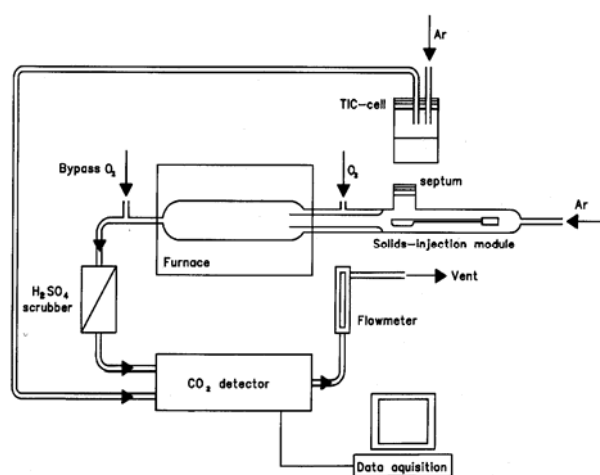 Ar
TIC-cell
Bypass O₂
O₂
septum
Ar
Solids-injection module
Furnace
H₂SO₄
scrubber
Vent
Flowmeter
CO₂ detector
Data aquisition